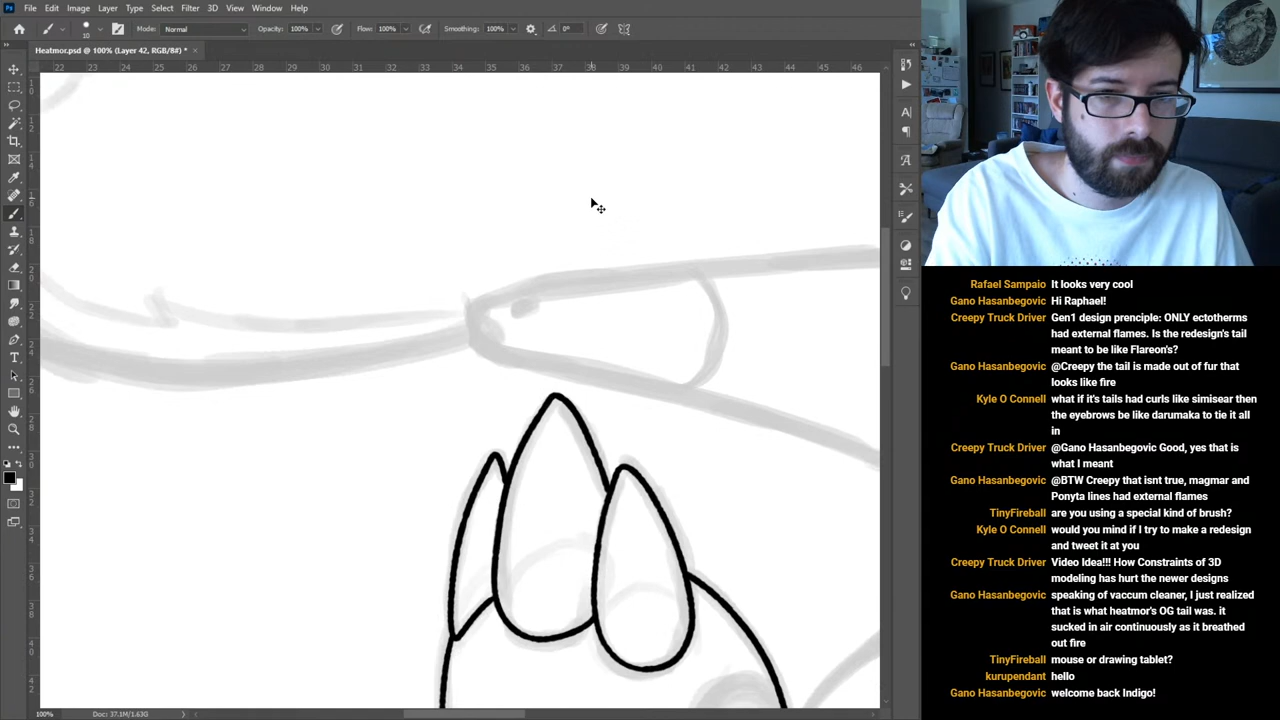 File Edit Image Layer Type Select Filter 3D View Window Help
10 Mode: Normal Opacity: 100% Flow: 100% Smoothing: 100% 0°
Heatmor.psd @ 100% (Layer 42, RGB/8#) * ×
22 23 24 25 26 27 28 29 30 31 32 33 34 35 36 37 38 39 40 41 42 43 44 45 46
100% Doc: 37.1M/1.63G
Rafael Sampaio It looks very cool
Gano Hasanbegovic Hi Raphael!
Creepy Truck Driver Gen1 design prenciple: ONLY ectotherms
had external flames. Is the redesign's tail
meant to be like Flareon's?
Gano Hasanbegovic @Creepy the tail is made out of fur that
looks like fire
Kyle O Connell what if it's tails had curls like simisear then
the eyebrows be like darumaka to tie it all
in
Creepy Truck Driver @Gano Hasanbegovic Good, yes that is
what I meant
Gano Hasanbegovic @BTW Creepy that isnt true, magmar and
Ponyta lines had external flames
TinyFireball are you using a special kind of brush?
Kyle O Connell would you mind if I try to make a redesign
and tweet it at you
Creepy Truck Driver Video Idea!!! How Constraints of 3D
modeling has hurt the newer designs
Gano Hasanbegovic speaking of vaccum cleaner, I just realized
that is what heatmor's OG tail was. it
sucked in air continuously as it breathed
out fire
TinyFireball mouse or drawing tablet?
kurupendant hello
Gano Hasanbegovic welcome back Indigo!